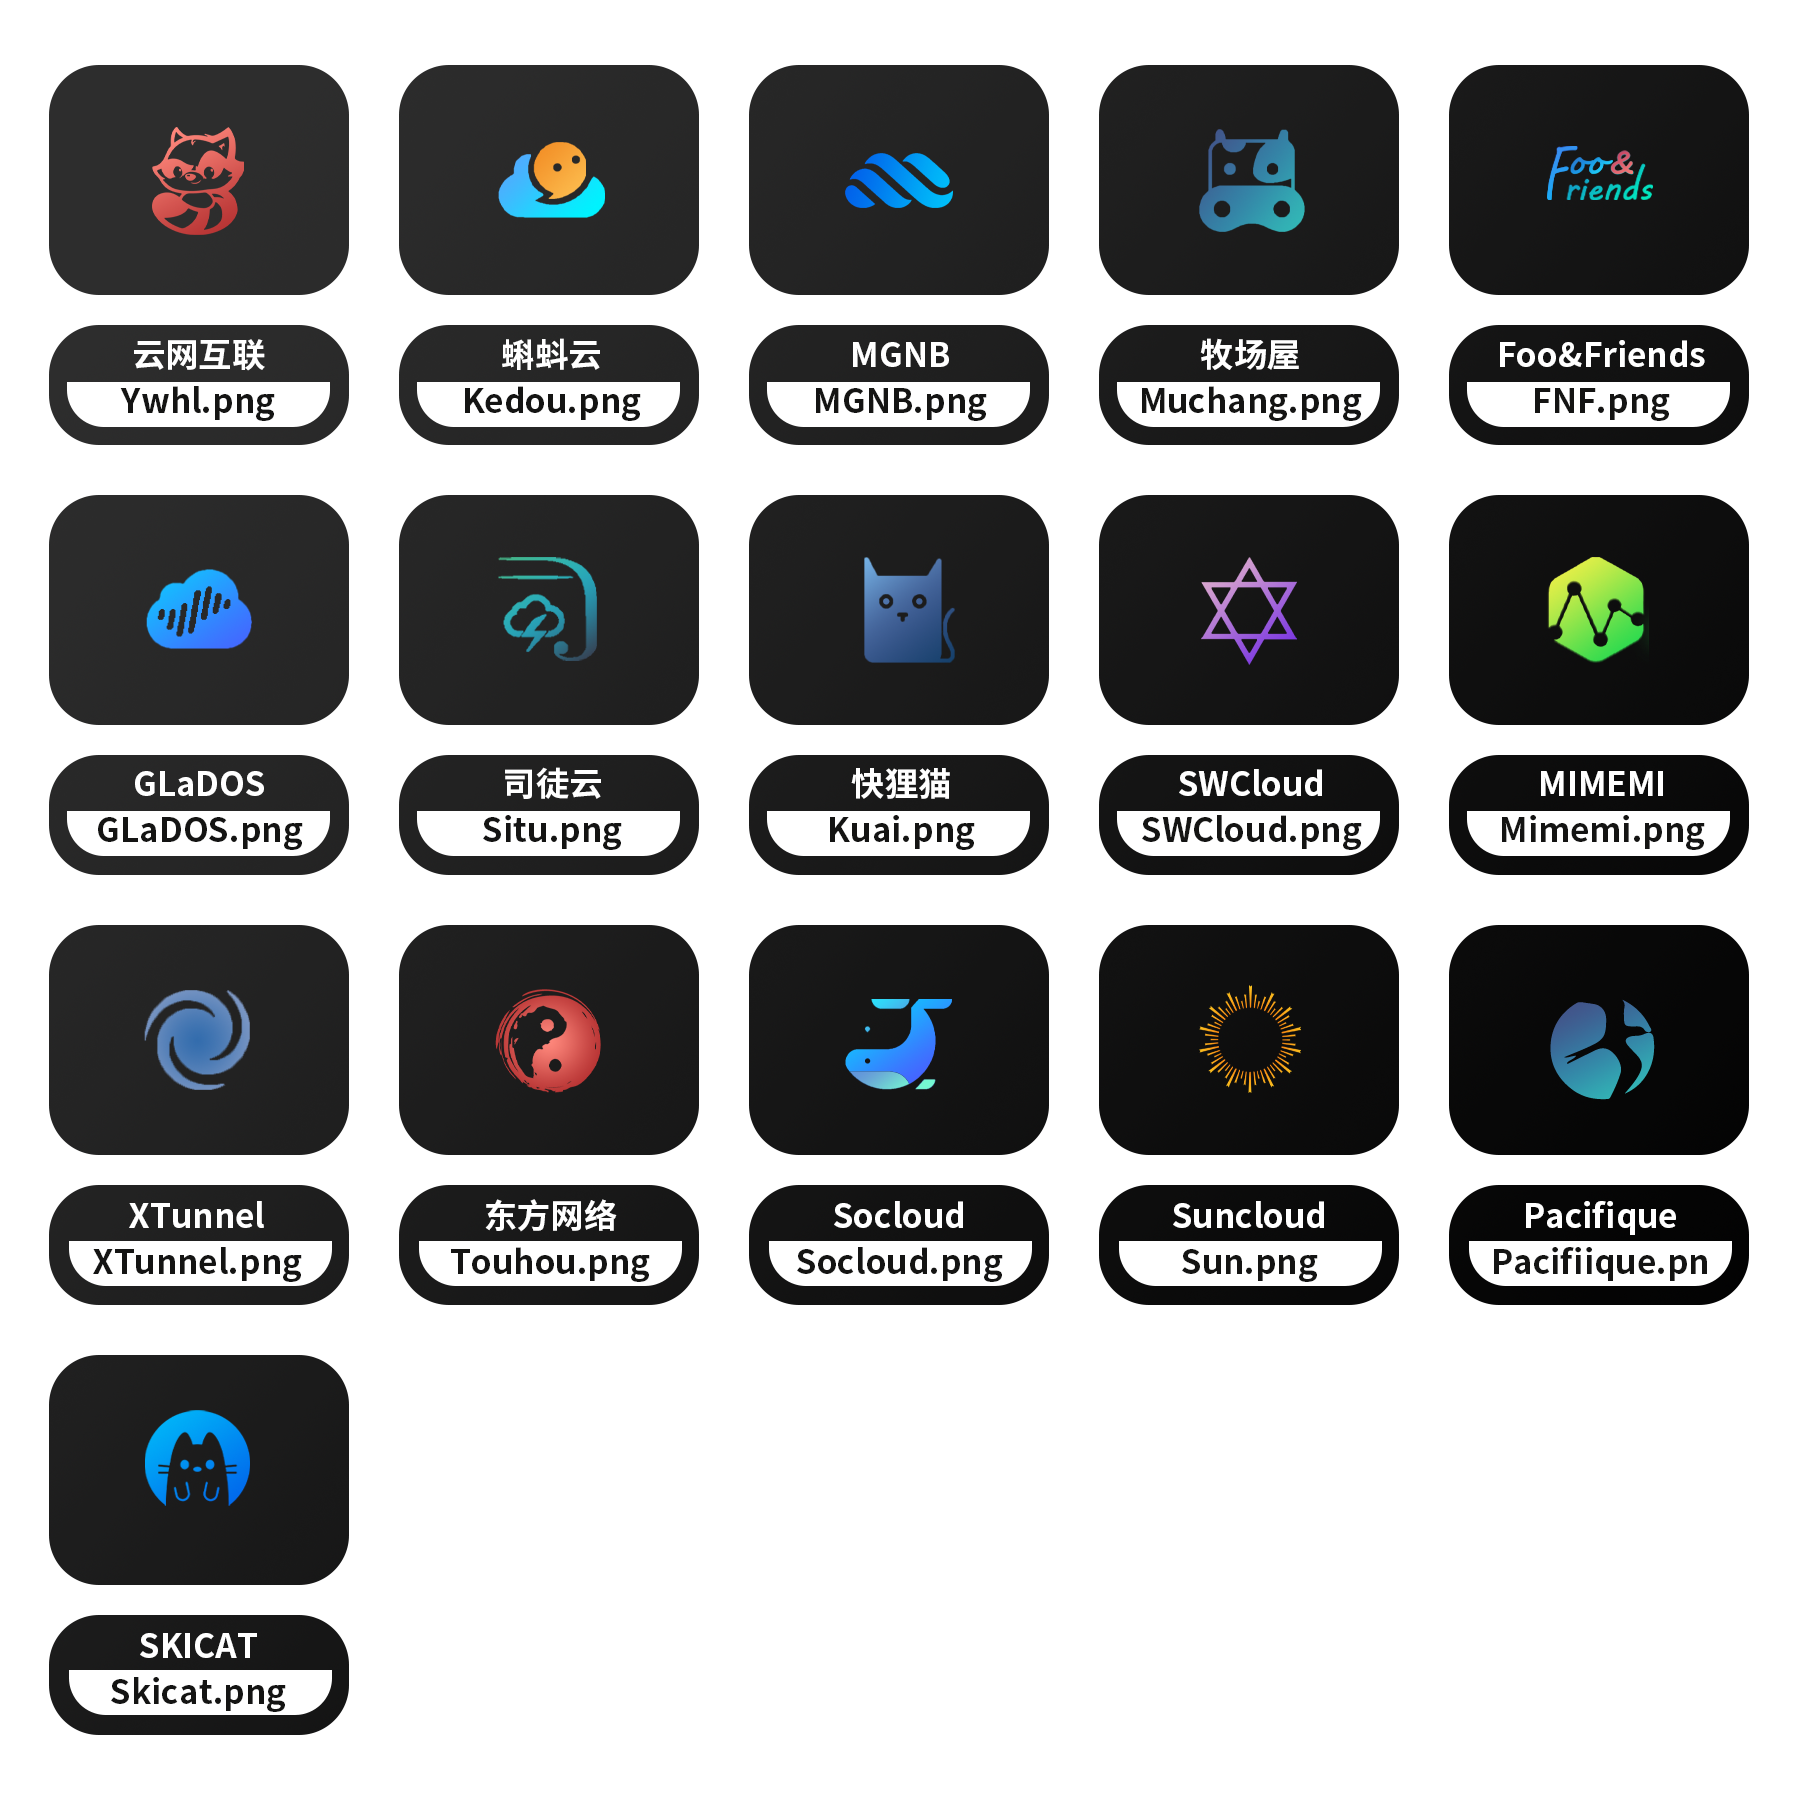 Foo&
Friends
云网互联
Ywhl.png
蝌蚪云
Kedou.png
MGNB
MGNB.png
牧场屋
Muchang.png
Foo&Friends
FNF.png
GLaDOS
GLaDOS.png
司徒云
Situ.png
快狸猫
Kuai.png
SWCloud
SWCloud.png
MIMEMI
Mimemi.png
XTunnel
XTunnel.png
东方网络
Touhou.png
Socloud
Socloud.png
Suncloud
Sun.png
Pacifique
Pacifiique.pn
SKICAT
Skicat.png